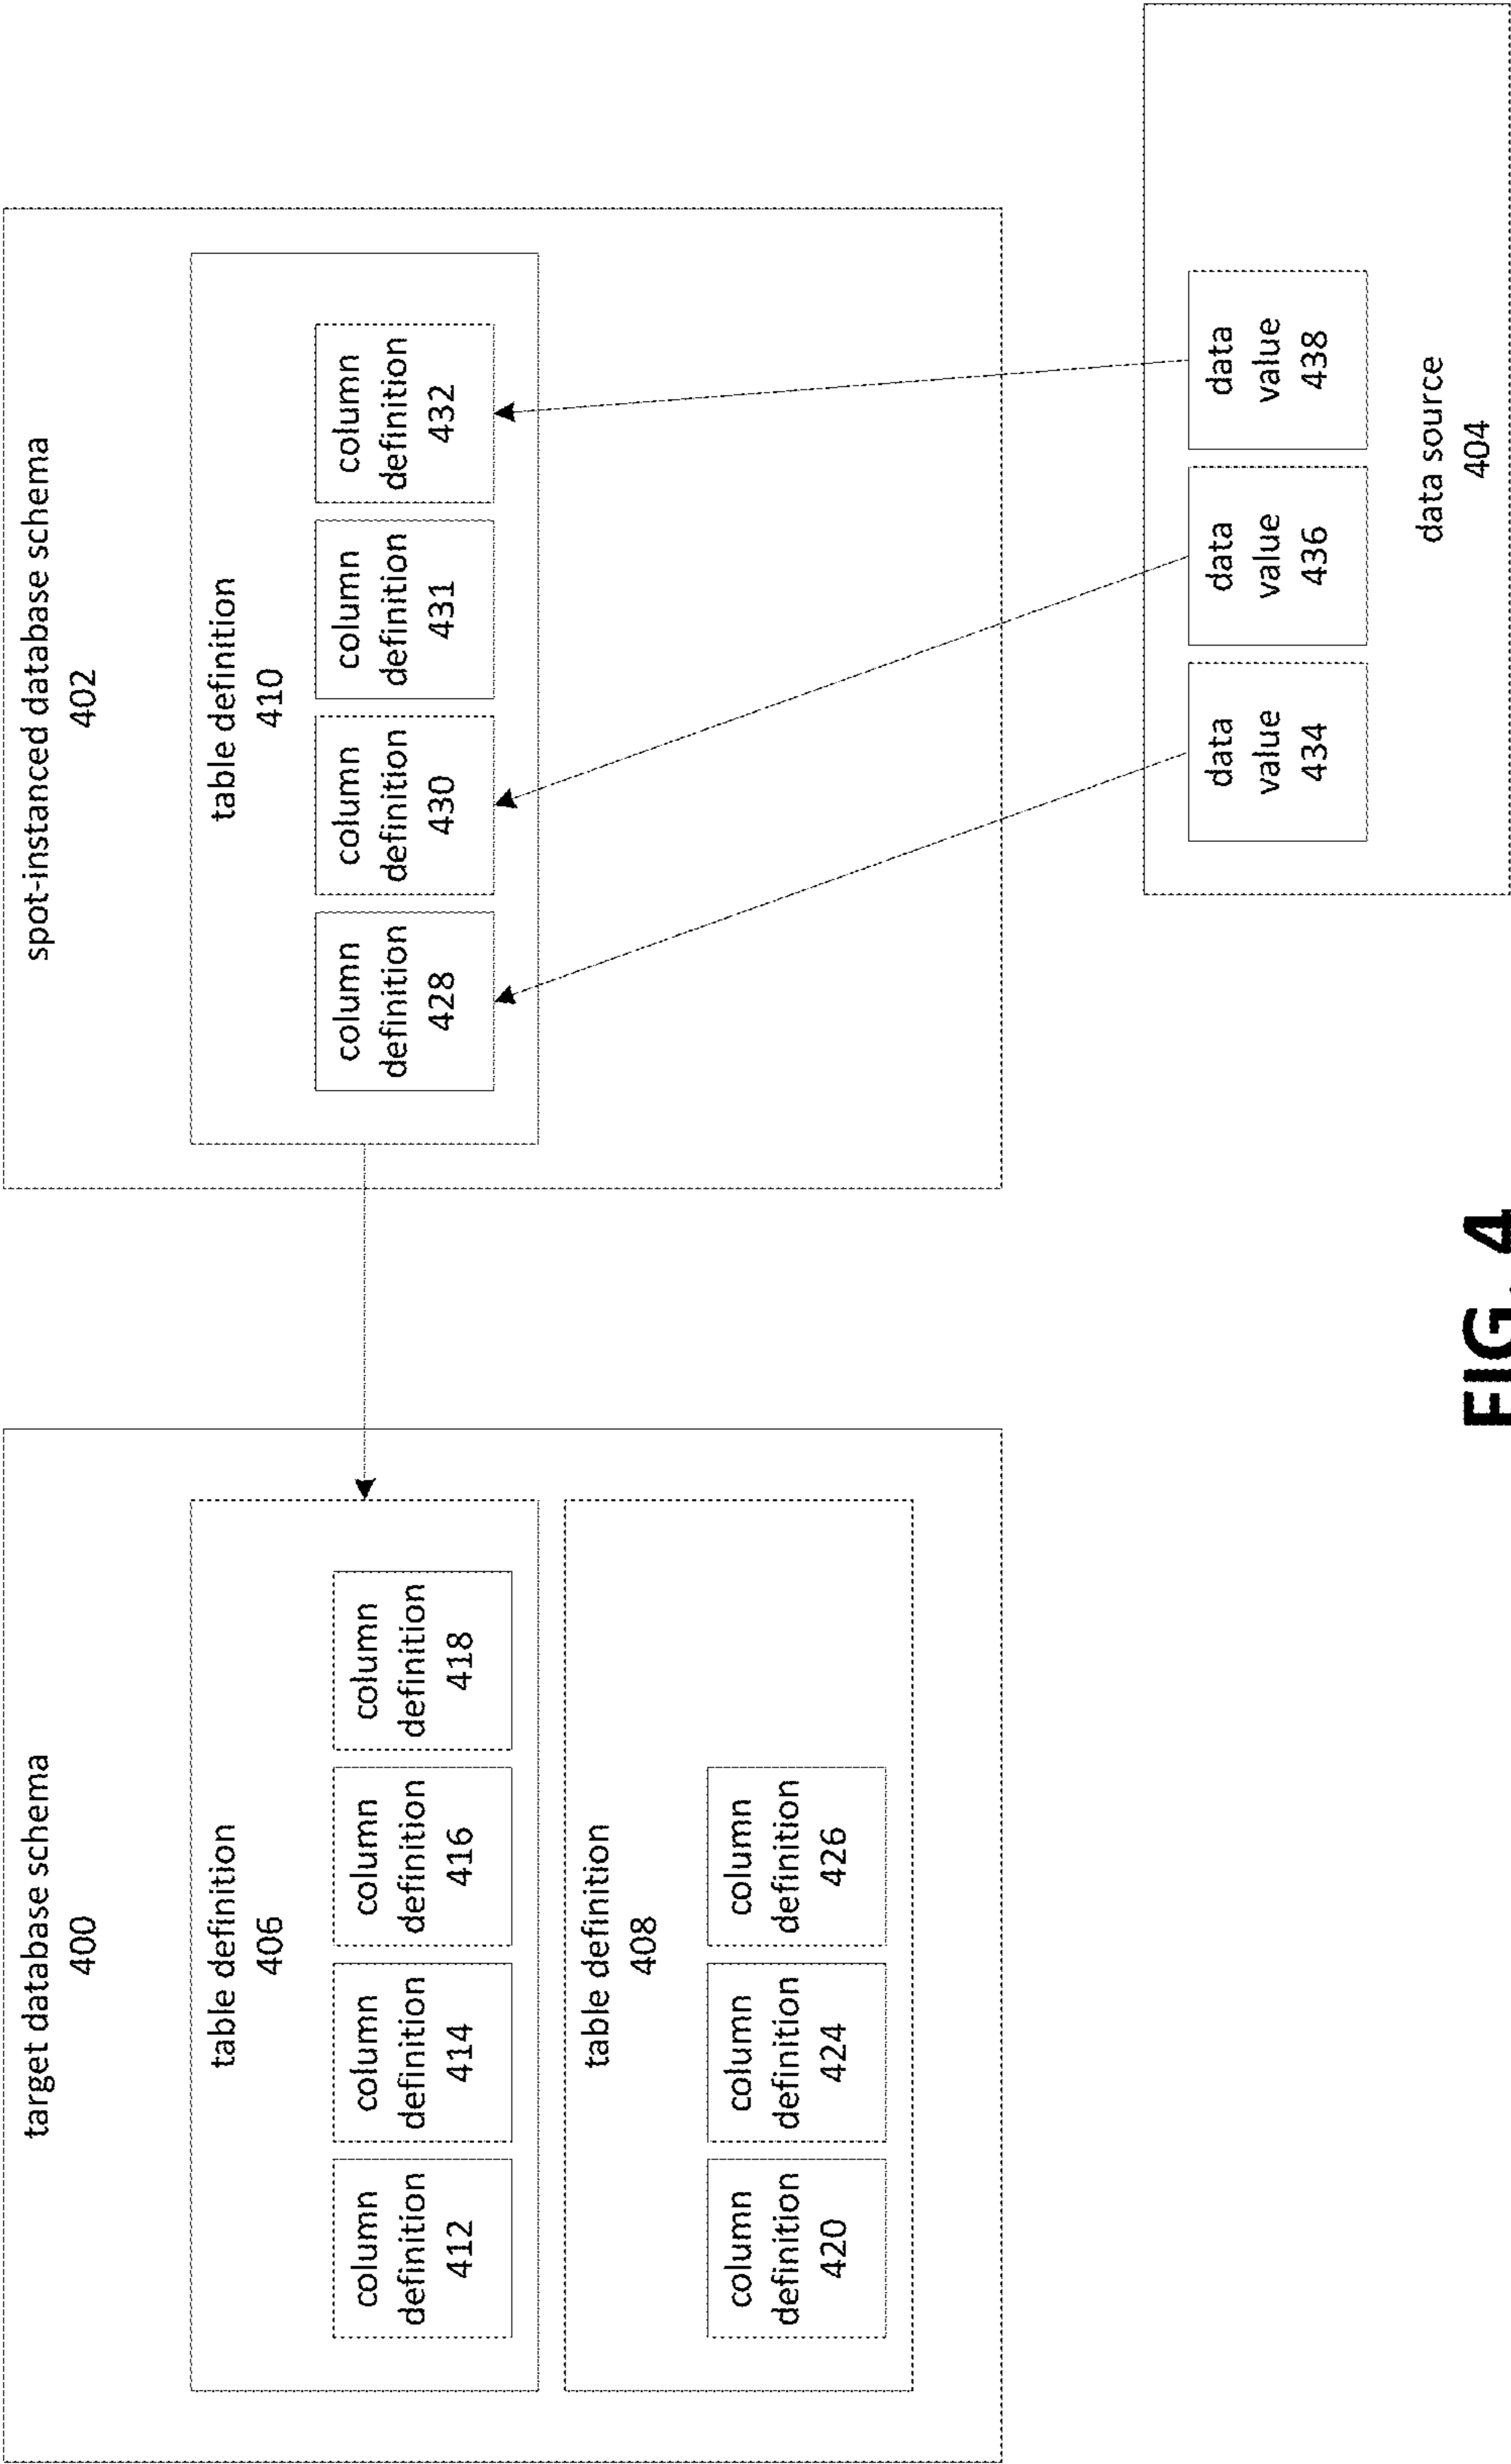 target database schema
400
table definition
406
column
definition
412
column
definition
414
column
definition
416
column
definition
418
table definition
408
column
definition
420
column
definition
424
column
definition
426
spot-instanced database schema
402
table definition
410
column
definition
428
column
definition
430
column
definition
431
column
definition
432
data
value
434
data
value
436
data
value
438
data source
404
FIG. 4